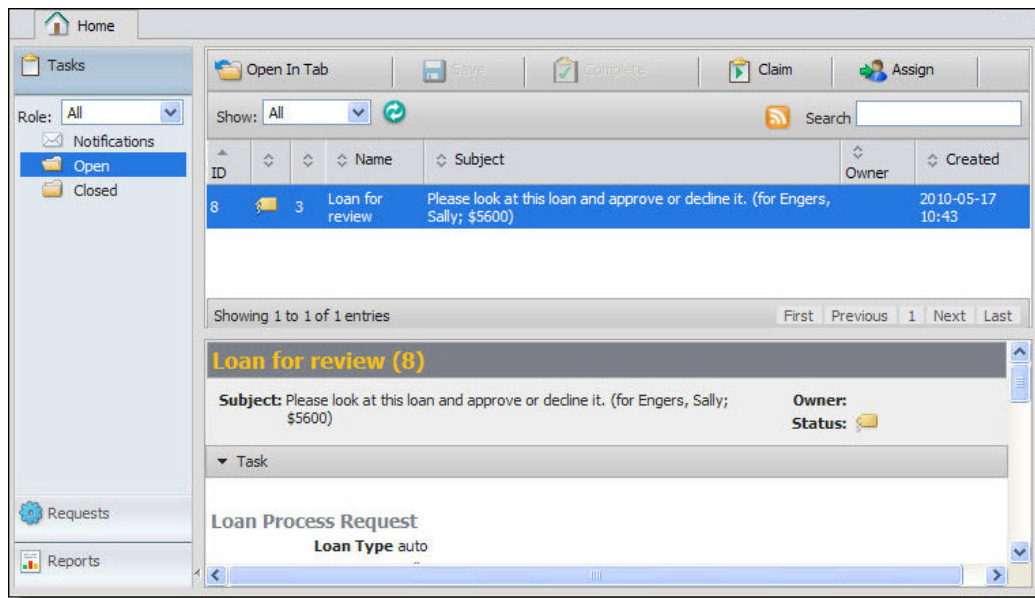 Home
Tasks
Open In Tab
Save
Complete
Claim
Assign
Role: All
Show: All
Search
Notifications
Open
Closed
ID
Name
Subject
Owner
Created
8
3
Loan for
review
Please look at this loan and approve or decline it. (for Engers,
Sally; $5600)
2010-05-17
10:43
Showing 1 to 1 of 1 entries
First Previous 1 Next Last
Loan for review (8)
Subject: Please look at this loan and approve or decline it. (for Engers, Sally;
$5600)
Owner:
Status:
Task
Loan Process Request
Loan Type auto
Requests
Reports